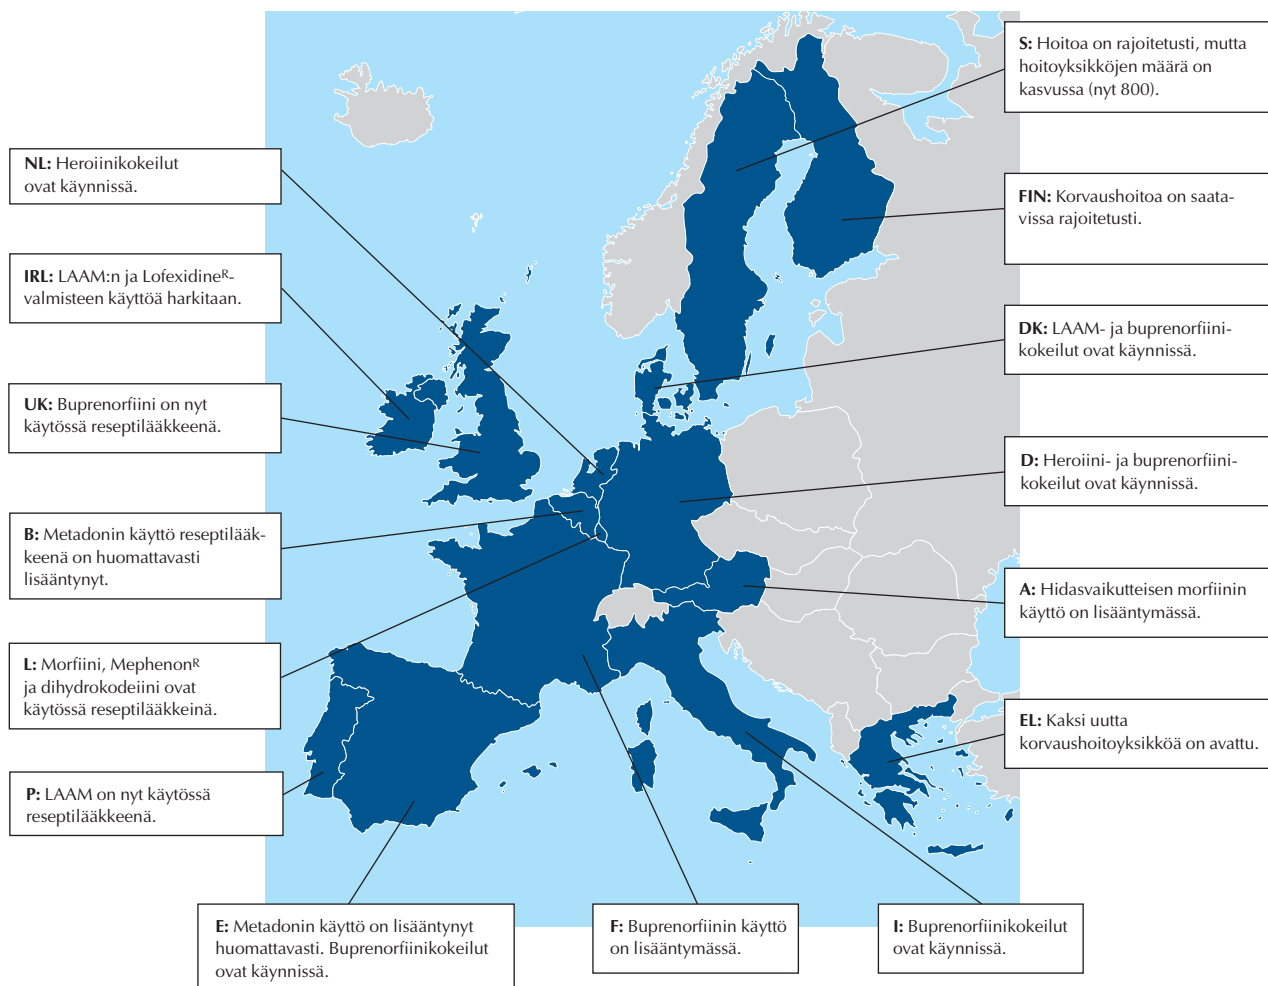 S: Hoitoa on rajoitetusti, mutta
hoitoyksikköjen määrä on
kasvussa (nyt 800).
NL: Heroiinikokeilut
ovat käynnissä.
FIN: Korvaushoitoa on saata-
vissa rajoitetusti.
IRL: LAAM:n ja Lofexidineᴿ-
valmisteen käyttöä harkitaan.
DK: LAAM- ja buprenorfiini-
kokeilut ovat käynnissä.
UK: Buprenorfiini on nyt
käytössä reseptilääkkeenä.
D: Heroiini- ja buprenorfiini-
kokeilut ovat käynnissä.
B: Metadonin käyttö reseptilääk-
keenä on huomattavasti
lisääntynyt.
A: Hidasvaikutteisen morfiinin
käyttö on lisääntymässä.
L: Morfiini, Mephenonᴿ
ja dihydrokodeiini ovat
käytössä reseptilääkkeinä.
EL: Kaksi uutta
korvaushoitoyksikköä on avattu.
P: LAAM on nyt käytössä
reseptilääkkeenä.
E: Metadonin käyttö on lisääntynyt
huomattavasti. Buprenorfiinikokeilut
ovat käynnissä.
F: Buprenorfiinin käyttö
on lisääntymässä.
I: Buprenorfiinikokeilut
ovat käynnissä.